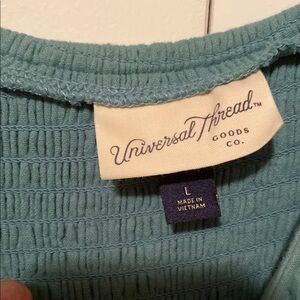 Universal Thread™
GOODS
CO.
L
MADE IN
VIETNAM